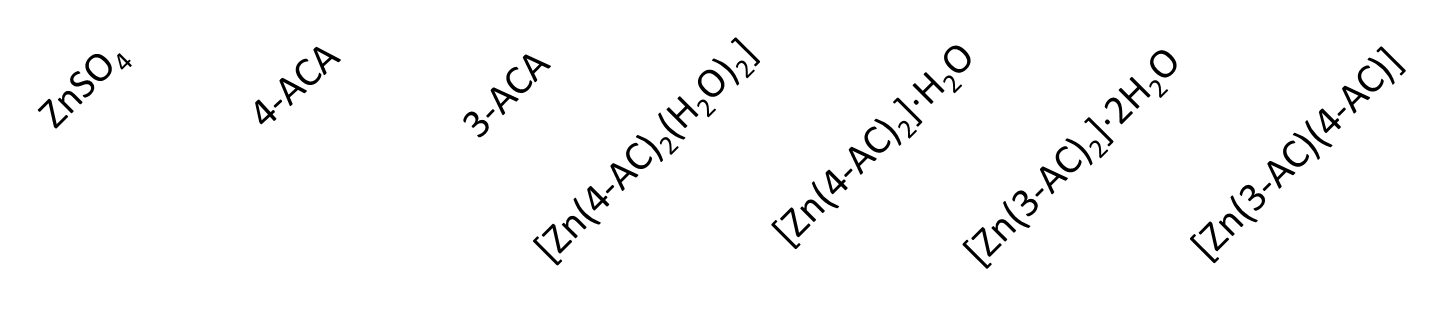 ZnSO₄
4-ACA
3-ACA
[Zn(4-AC)₂(H₂O)₂]
[Zn(4-AC)₂]·H₂O
[Zn(3-AC)₂]·2H₂O
[Zn(3-AC)(4-AC)]